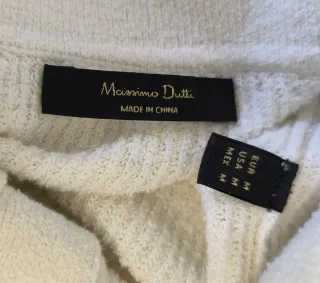 Massimo Dutti
MADE IN CHINA
EUR M
USA M
MEX M